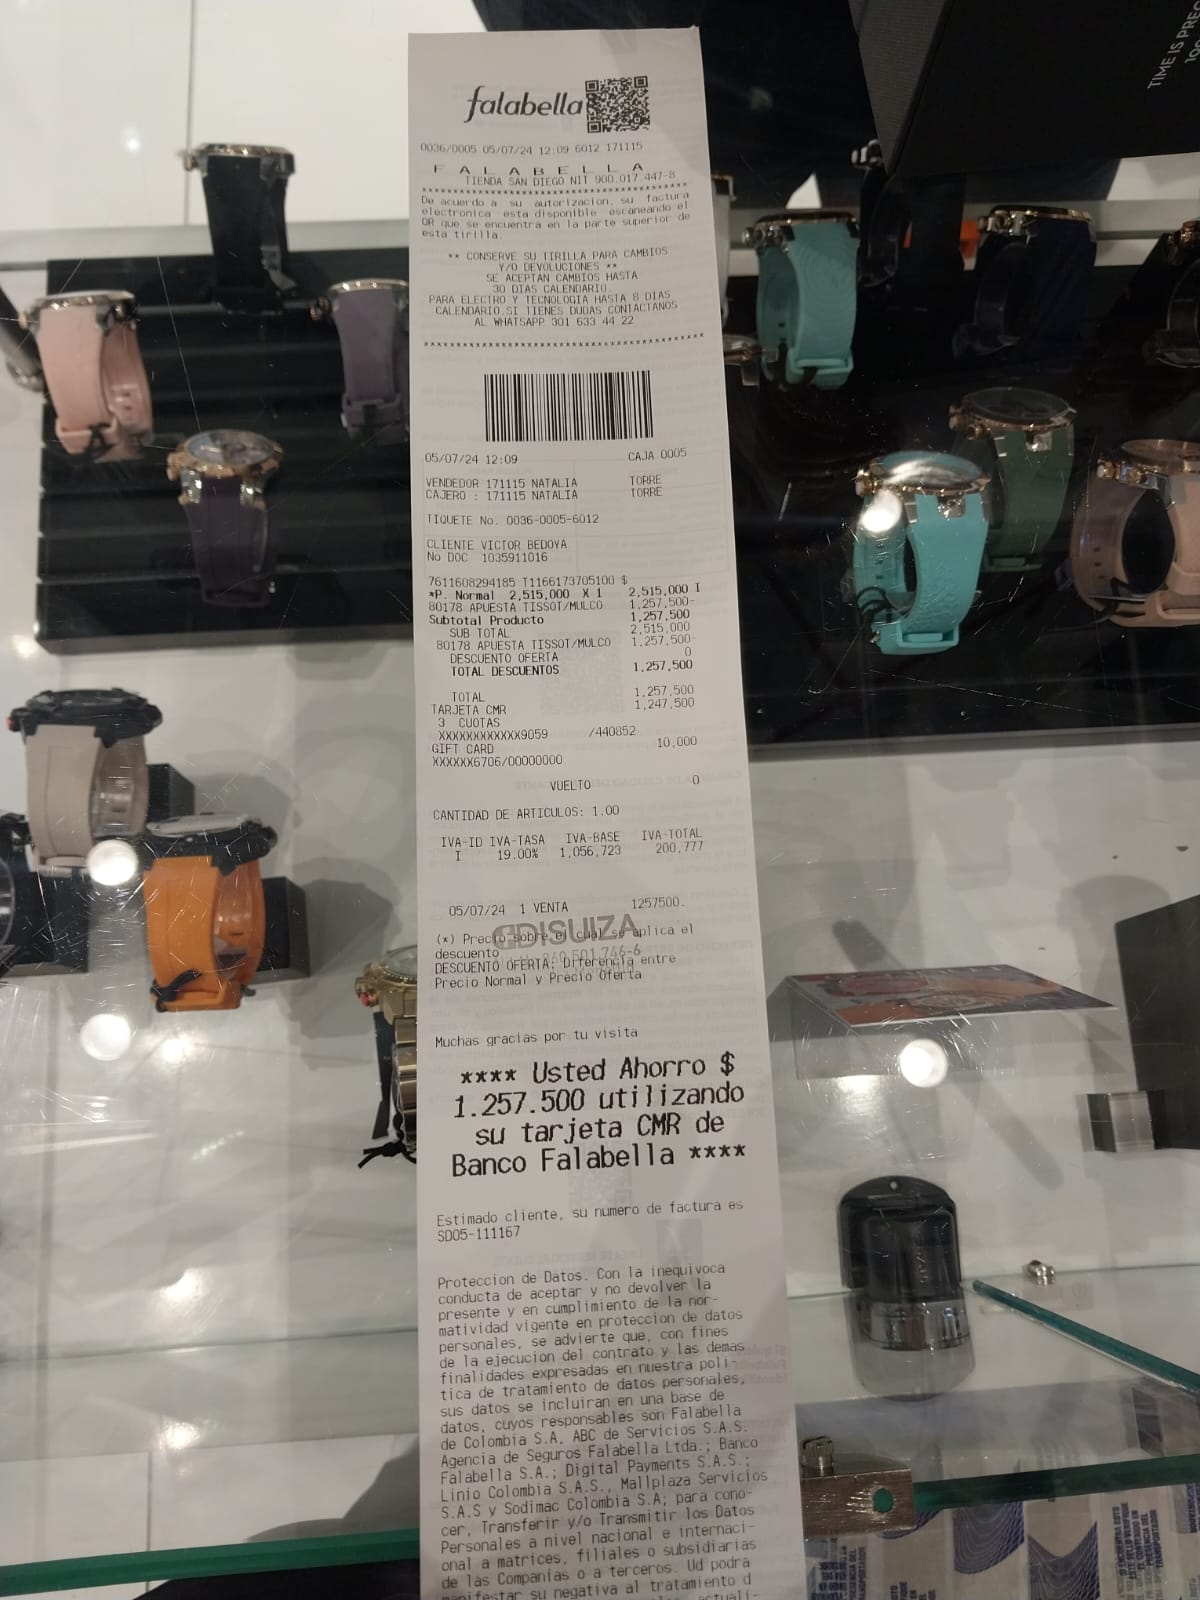 TIME IS PREC
falabella
0036/0005 05/07/24 12:09 6012 171115
F A L A B E L L A
TIENDA SAN DIEGO NIT 900.017.447-8
De acuerdo a su autorizacion, su factura
electronica esta disponible escaneando el
QR que se encuentra en la parte superior de
esta tirilla.
** CONSERVE SU TIRILLA PARA CAMBIOS
Y/O DEVOLUCIONES **
SE ACEPTAN CAMBIOS HASTA
30 DIAS CALENDARIO.
PARA ELECTRO Y TECNOLOGIA HASTA 8 DIAS
CALENDARIO.SI TIENES DUDAS CONTACTANOS
AL WHATSAPP 301 633 44 22
05/07/24 12:09 CAJA 0005
VENDEDOR 171115 NATALIA TORRE
CAJERO : 171115 NATALIA TORRE
TIQUETE No. 0036-0005-6012
CLIENTE VICTOR BEDOYA
No DOC 1035911016
7611608294185 T1166173705100 $
*P. Normal 2,515,000 X 1 2,515,000 I
80178 APUESTA TISSOT/MULCO 1,257,500-
Subtotal Producto 1,257,500
SUB TOTAL 2,515,000
80178 APUESTA TISSOT/MULCO 1,257,500-
DESCUENTO OFERTA 0
TOTAL DESCUENTOS 1,257,500
TOTAL 1,257,500
TARJETA CMR 1,247,500
3 CUOTAS
XXXXXXXXXXXX9059 /440852
GIFT CARD 10,000
XXXXXX6706/00000000
VUELTO 0
CANTIDAD DE ARTICULOS: 1.00
IVA-ID IVA-TASA IVA-BASE IVA-TOTAL
I 19.00% 1,056,723 200,777
05/07/24 1 VENTA 1257500.
DISUIZA
(*) Precio sobre el cual se aplica el
descuento
DESCUENTO OFERTA: Diferencia entre
Precio Normal y Precio Oferta
Muchas gracias por tu visita
**** Usted Ahorro $
1.257.500 utilizando
su tarjeta CMR de
Banco Falabella ****
Estimado cliente, su numero de factura es
SD05-111167
Proteccion de Datos. Con la inequivoca
conducta de aceptar y no devolver la
presente y en cumplimiento de la nor-
matividad vigente en proteccion de datos
personales, se advierte que, con fines
de la ejecucion del contrato y las demas
finalidades expresadas en nuestra poli-
tica de tratamiento de datos personales,
sus datos se incluiran en una base de
datos, cuyos responsables son Falabella
de Colombia S.A, ABC de Servicios S.A.S.
Agencia de Seguros Falabella Ltda.; Banco
Falabella S.A.; Digital Payments S.A.S.;
Linio Colombia S.A.S., Mallplaza Servicios
S.A.S y Sodimac Colombia S.A; para cono-
cer, Transferir y/o Transmitir los Datos
Personales a nivel nacional e internaci-
onal a matrices, filiales o subsidiarias
de las Companias o a terceros. Ud podra
manifestar su negativa al tratamiento d